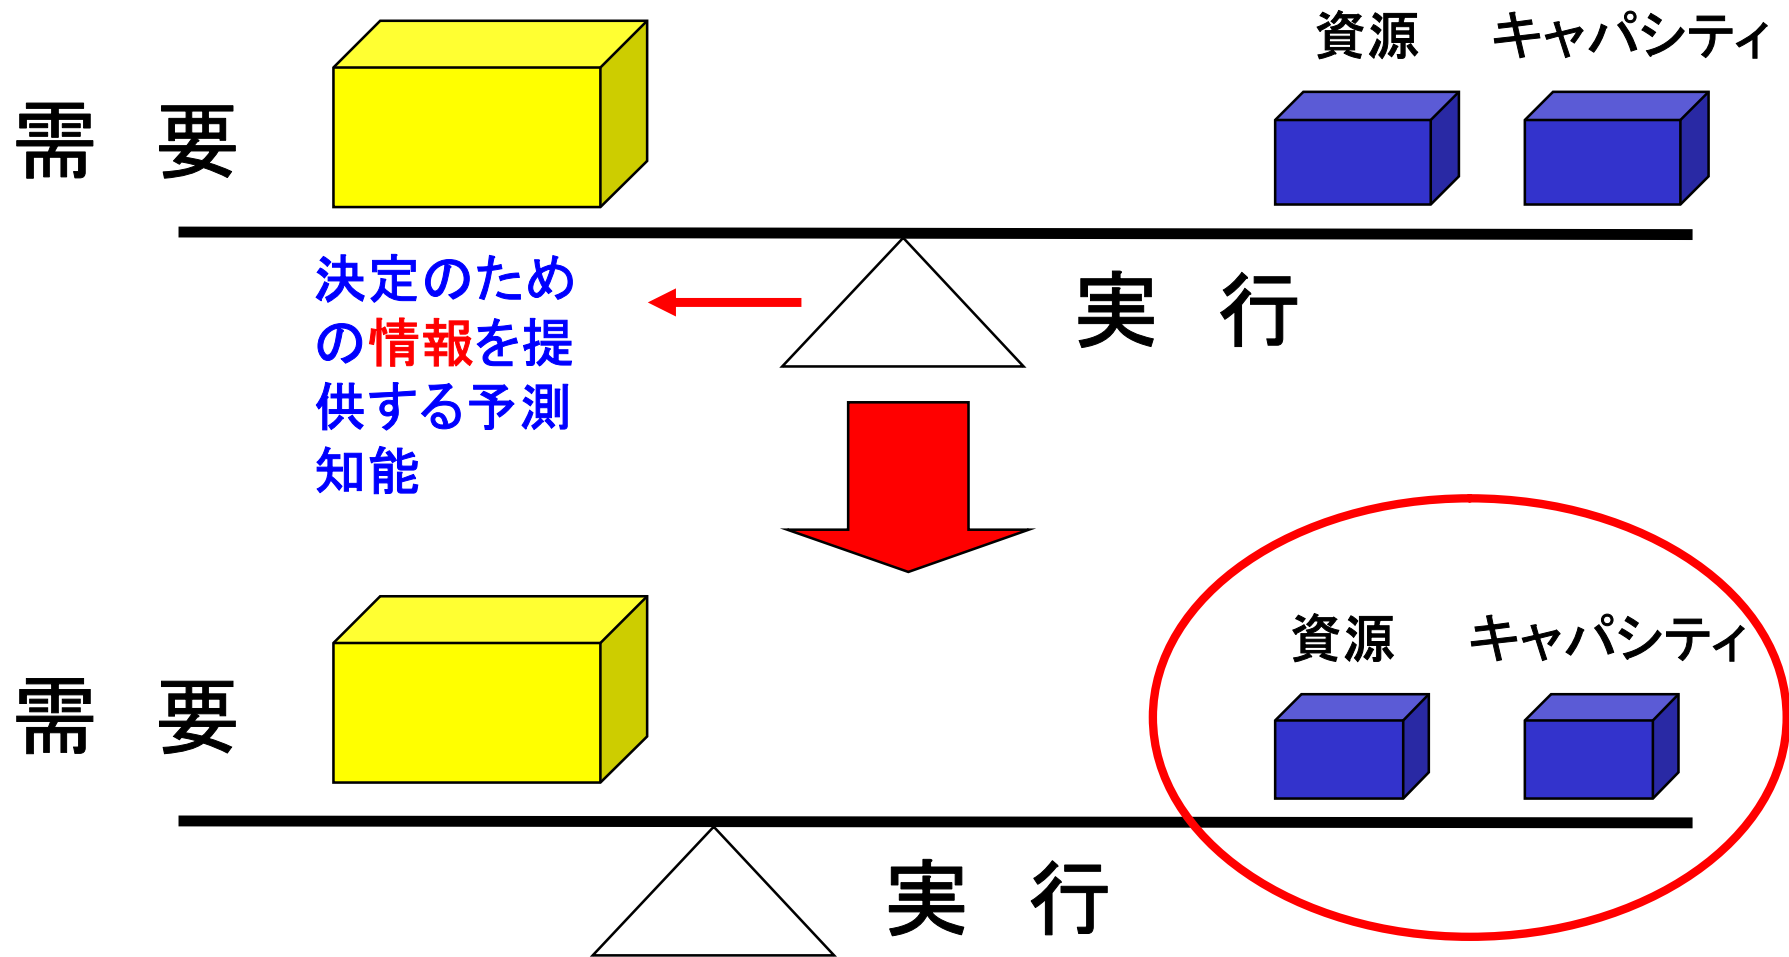 資源 キャパシティ
需 要
決定のため
の情報を提
供する予測
知能
実 行
資源 キャパシティ
需 要
実 行